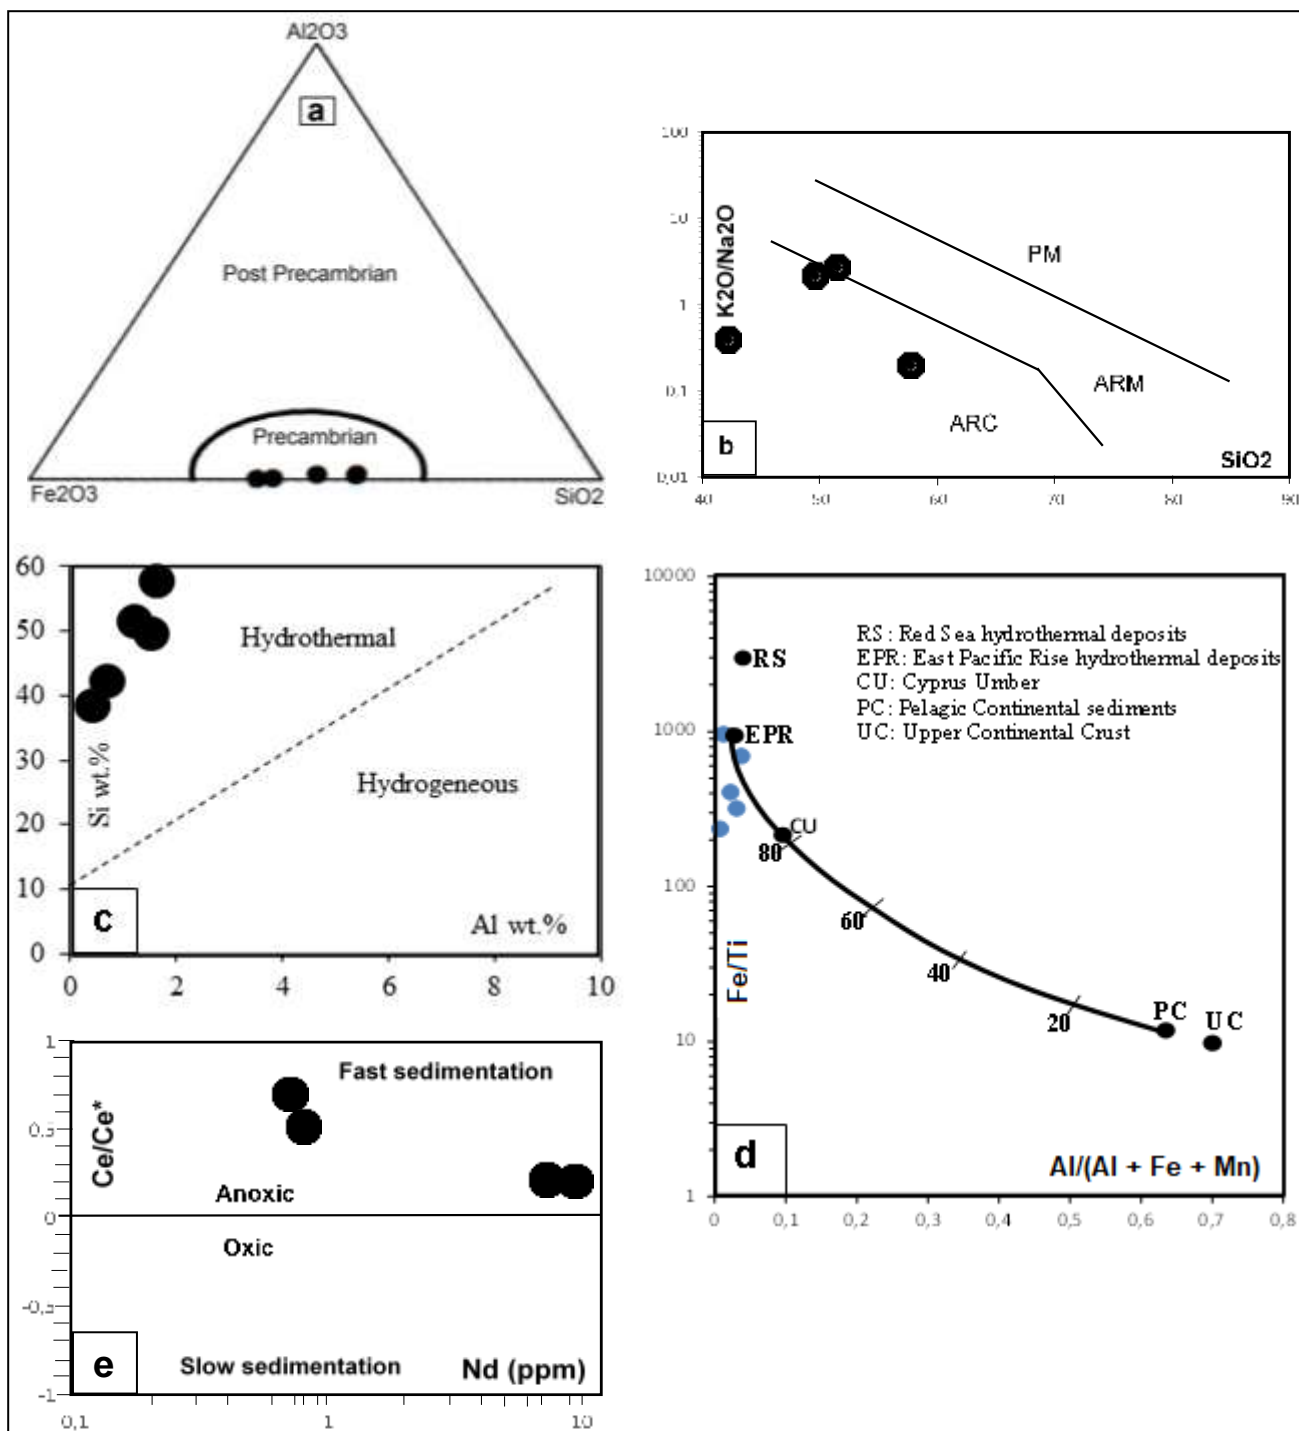 Al2O3
a
Post Precambrian
Precambrian
Fe2O3
SiO2
100
10
1
0.1
0,01
K2O/Na2O
PM
ARM
ARC
b
SiO2
40
50
60
70
80
90
60
50
40
30
20
10
0
Si wt.%
Hydrothermal
Hydrogeneous
c
Al wt.%
0
2
4
6
8
10
10000
1000
100
10
1
Fe/Ti
RS : Red Sea hydrothermal deposits
EPR: East Pacific Rise hydrothermal deposits
CU: Cyprus Umber
PC: Pelagic Continental sediments
UC: Upper Continental Crust
RS
EPR
CU
80
60
40
20
PC
UC
d
Al/(Al + Fe + Mn)
0
0,1
0,2
0,3
0,4
0,5
0,6
0,7
0,8
1
0,5
0
-0,5
-1
Ce/Ce*
Fast sedimentation
Anoxic
Oxic
Slow sedimentation
Nd (ppm)
e
0,1
1
10